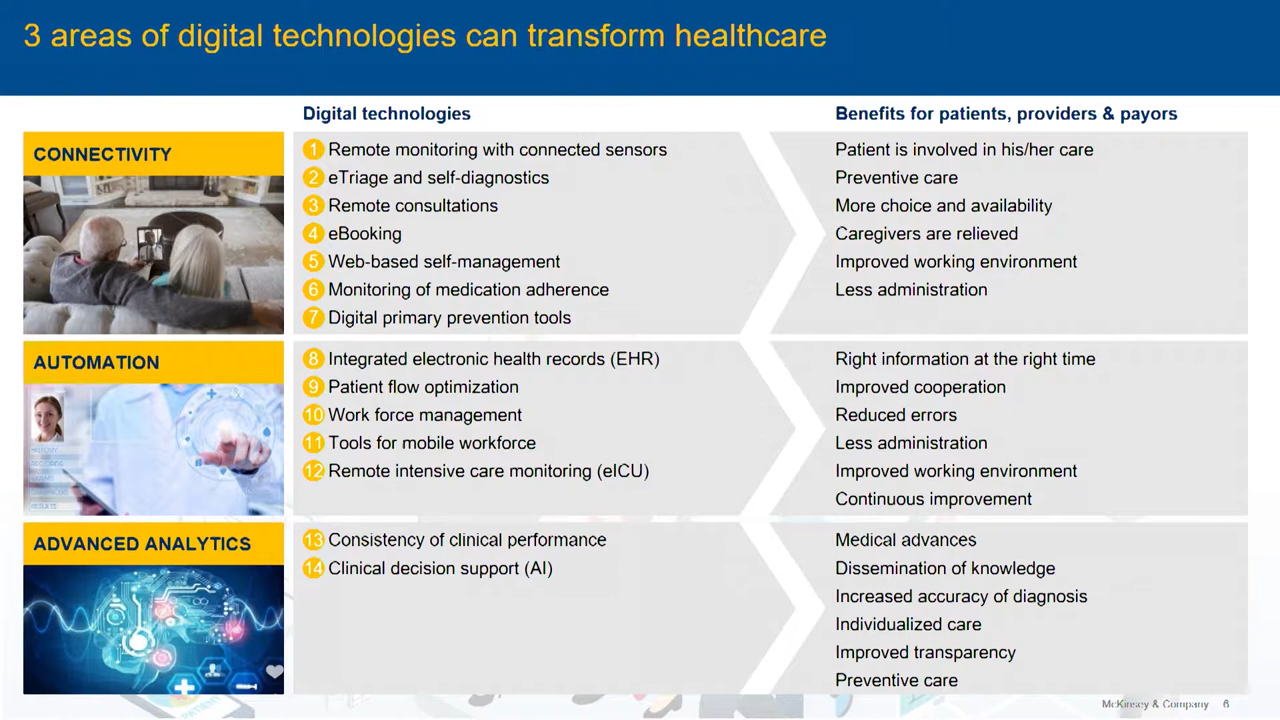 3 areas of digital technologies can transform healthcare
Digital technologies
Benefits for patients, providers & payors
CONNECTIVITY
1 Remote monitoring with connected sensors
2 eTriage and self-diagnostics
3 Remote consultations
4 eBooking
5 Web-based self-management
6 Monitoring of medication adherence
7 Digital primary prevention tools
Patient is involved in his/her care
Preventive care
More choice and availability
Caregivers are relieved
Improved working environment
Less administration
AUTOMATION
8 Integrated electronic health records (EHR)
9 Patient flow optimization
10 Work force management
11 Tools for mobile workforce
12 Remote intensive care monitoring (eICU)
Right information at the right time
Improved cooperation
Reduced errors
Less administration
Improved working environment
Continuous improvement
RESULTS
ADVANCED ANALYTICS
13 Consistency of clinical performance
14 Clinical decision support (AI)
Medical advances
Dissemination of knowledge
Increased accuracy of diagnosis
Individualized care
Improved transparency
Preventive care
PATIENT
McKinsey & Company 6